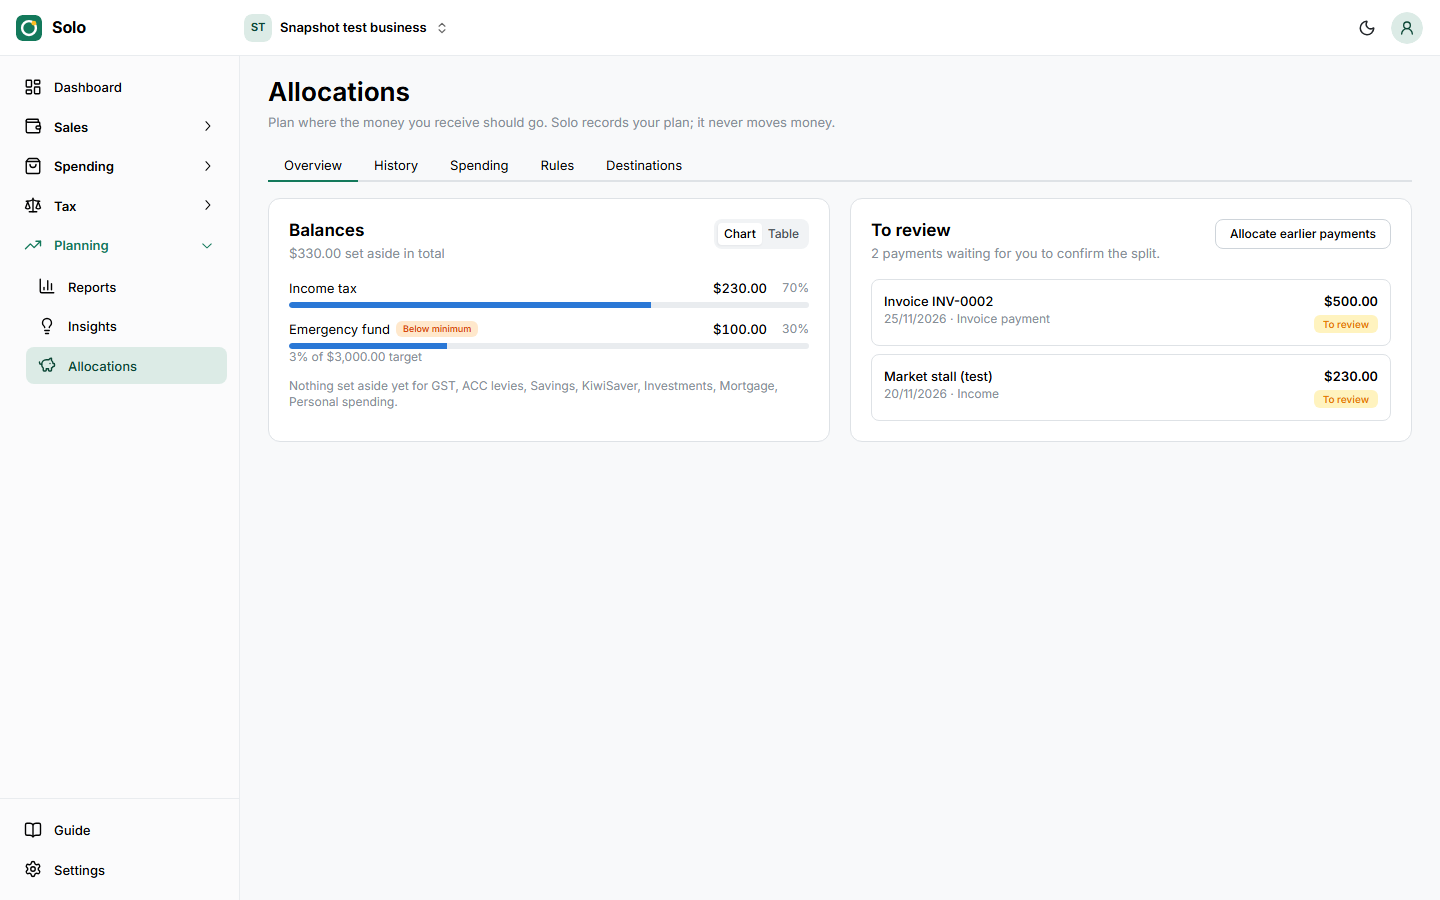 Solo
ST Snapshot test business
Dashboard
Sales
Spending
Tax
Planning
Reports
Insights
Allocations
Guide
Settings
Allocations
Plan where the money you receive should go. Solo records your plan; it never moves money.
Overview History Spending Rules Destinations
Balances
$330.00 set aside in total
Chart Table
Income tax $230.00 70%
Emergency fund Below minimum $100.00 30%
3% of $3,000.00 target
Nothing set aside yet for GST, ACC levies, Savings, KiwiSaver, Investments, Mortgage,
Personal spending.
To review
2 payments waiting for you to confirm the split.
Allocate earlier payments
Invoice INV-0002 $500.00
25/11/2026 · Invoice payment To review
Market stall (test) $230.00
20/11/2026 · Income To review